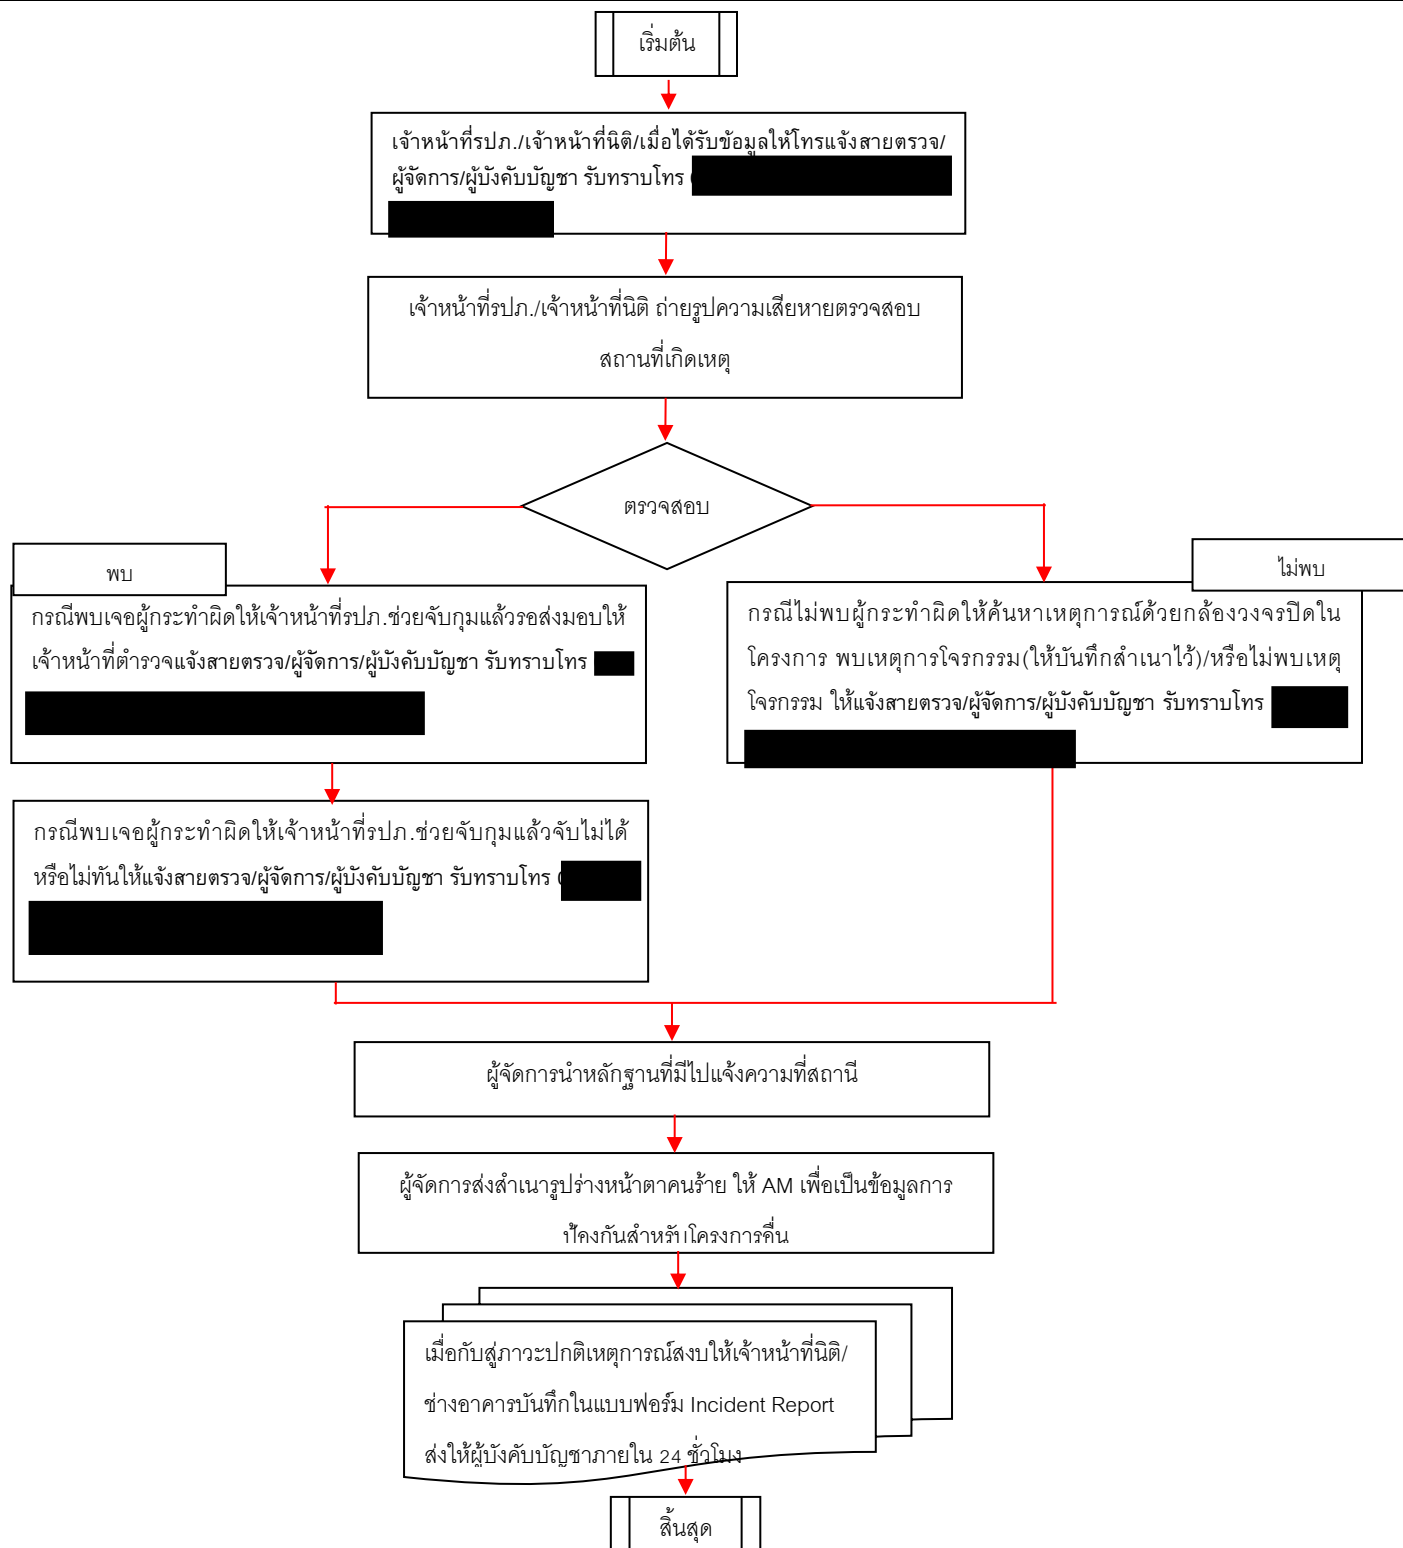 เริ่มต้น
เจ้าหน้าที่รปภ./เจ้าหน้าที่นิติ/เมื่อได้รับข้อมูลให้โทรแจ้งสายตรวจ/
ผู้จัดการ/ผู้บังคับบัญชา รับทราบโทร
เจ้าหน้าที่รปภ./เจ้าหน้าที่นิติ ถ่ายรูปความเสียหายตรวจสอบ
สถานที่เกิดเหตุ
ตรวจสอบ
พบ
กรณีพบเจอผู้กระทำผิดให้เจ้าหน้าที่รปภ.ช่วยจับกุมแล้วรอส่งมอบให้
เจ้าหน้าที่ตำรวจแจ้งสายตรวจ/ผู้จัดการ/ผู้บังคับบัญชา รับทราบโทร
ไม่พบ
กรณีไม่พบผู้กระทำผิดให้ค้นหาเหตุการณ์ด้วยกล้องวงจรปิดใน
โครงการ พบเหตุการโจรกรรม(ให้บันทึกสำเนาไว้)/หรือไม่พบเหตุ
โจรกรรม ให้แจ้งสายตรวจ/ผู้จัดการ/ผู้บังคับบัญชา รับทราบโทร
กรณีพบเจอผู้กระทำผิดให้เจ้าหน้าที่รปภ.ช่วยจับกุมแล้วจับไม่ได้
หรือไม่ทันให้แจ้งสายตรวจ/ผู้จัดการ/ผู้บังคับบัญชา รับทราบโทร
ผู้จัดการนำหลักฐานที่มีไปแจ้งความที่สถานี
ผู้จัดการส่งสำเนารูปร่างหน้าตาคนร้าย ให้ AM เพื่อเป็นข้อมูลการ
ป้องกันสำหรับโครงการอื่น
เมื่อกับสู่ภาวะปกติเหตุการณ์สงบให้เจ้าหน้าที่นิติ/
ช่างอาคารบันทึกในแบบฟอร์ม Incident Report
ส่งให้ผู้บังคับบัญชาภายใน 24 ชั่วโมง
สิ้นสุด